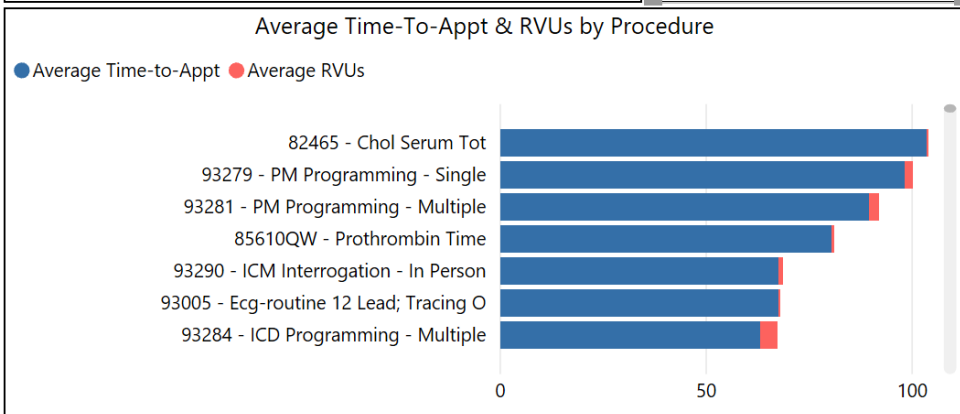 Average Time-To-Appt & RVUs by Procedure
Average Time-to-Appt Average RVUs
82465 - Chol Serum Tot
93279 - PM Programming - Single
93281 - PM Programming - Multiple
85610QW - Prothrombin Time
93290 - ICM Interrogation - In Person
93005 - Ecg-routine 12 Lead; Tracing O
93284 - ICD Programming - Multiple
0 50 100